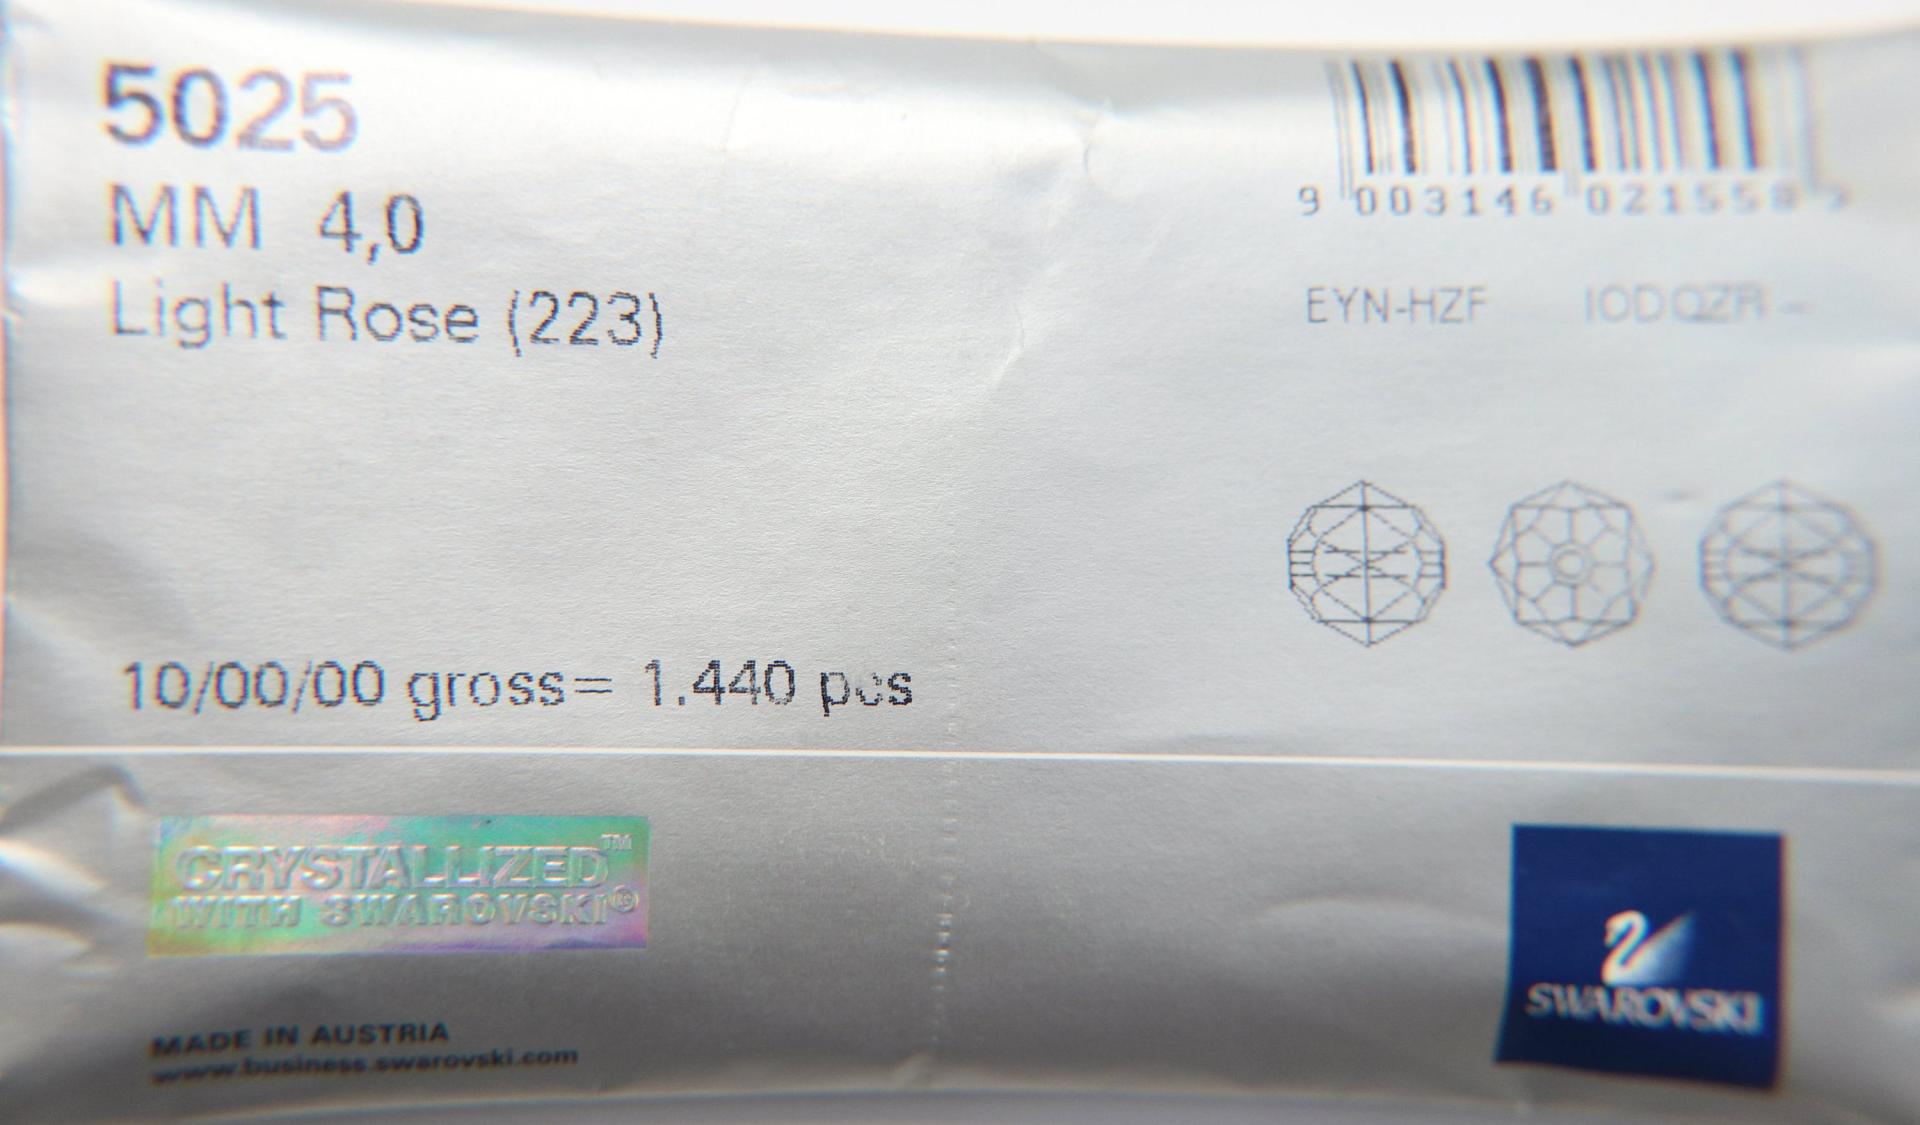 5025
MM 4,0
Light Rose (223)
9 003146 021558
EYN-HZF
10/00/00 gross= 1.440 pcs
CRYSTALLIZED™
WITH SWAROVSKI®
MADE IN AUSTRIA
www.business.swarovski.com
SWAROVSKI